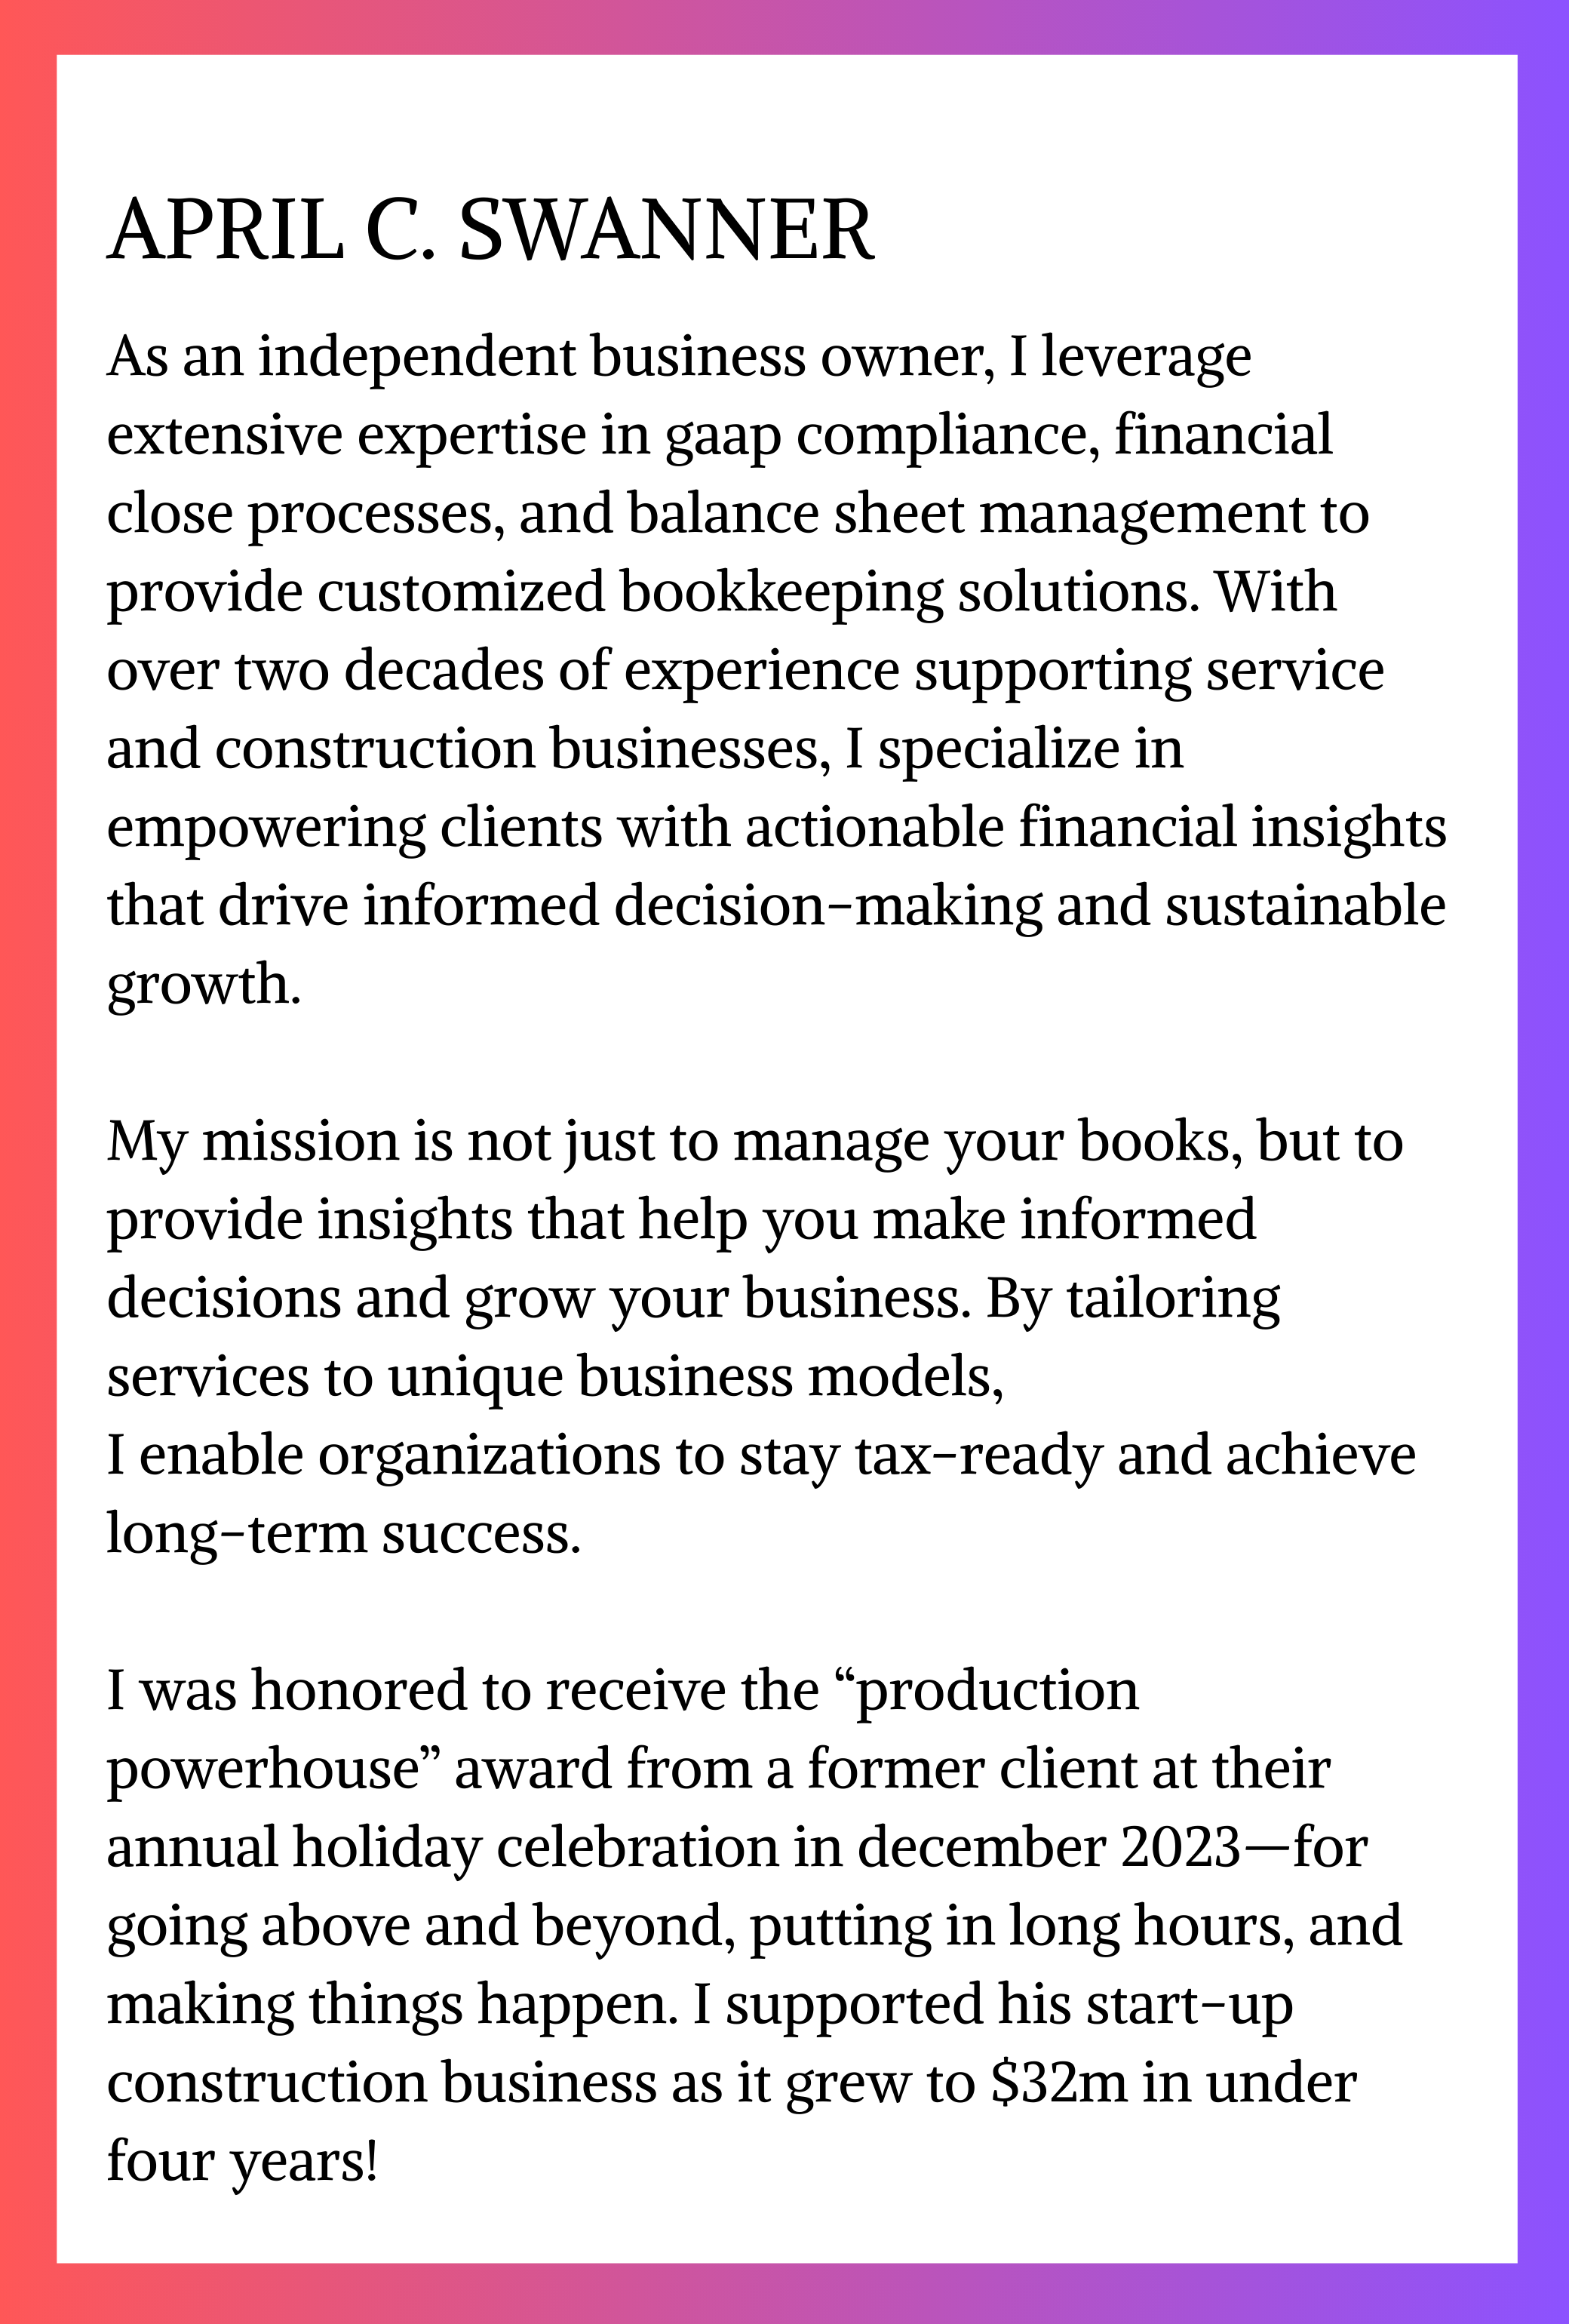 APRIL C. SWANNER
As an independent business owner, I leverage
extensive expertise in gaap compliance, financial
close processes, and balance sheet management to
provide customized bookkeeping solutions. With
over two decades of experience supporting service
and construction businesses, I specialize in
empowering clients with actionable financial insights
that drive informed decision-making and sustainable
growth.
My mission is not just to manage your books, but to
provide insights that help you make informed
decisions and grow your business. By tailoring
services to unique business models,
I enable organizations to stay tax-ready and achieve
long-term success.
I was honored to receive the “production
powerhouse” award from a former client at their
annual holiday celebration in december 2023—for
going above and beyond, putting in long hours, and
making things happen. I supported his start-up
construction business as it grew to $32m in under
four years!